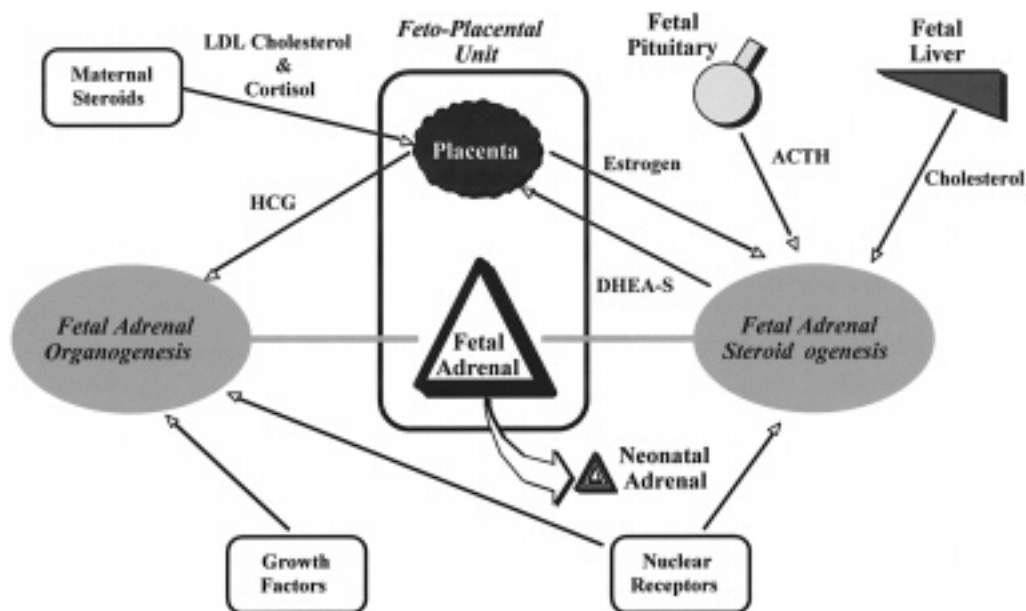 Feto-Placental
Unit
Fetal
Pituitary
Fetal
Liver
LDL Cholesterol
&
Cortisol
Maternal
Steroids
Placenta
Estrogen
ACTH
Cholesterol
HCG
DHEA-S
Fetal Adrenal
Organogenesis
Fetal
Adrenal
Fetal Adrenal
Steroid ogenesis
Neonatal
Adrenal
Growth
Factors
Nuclear
Receptors